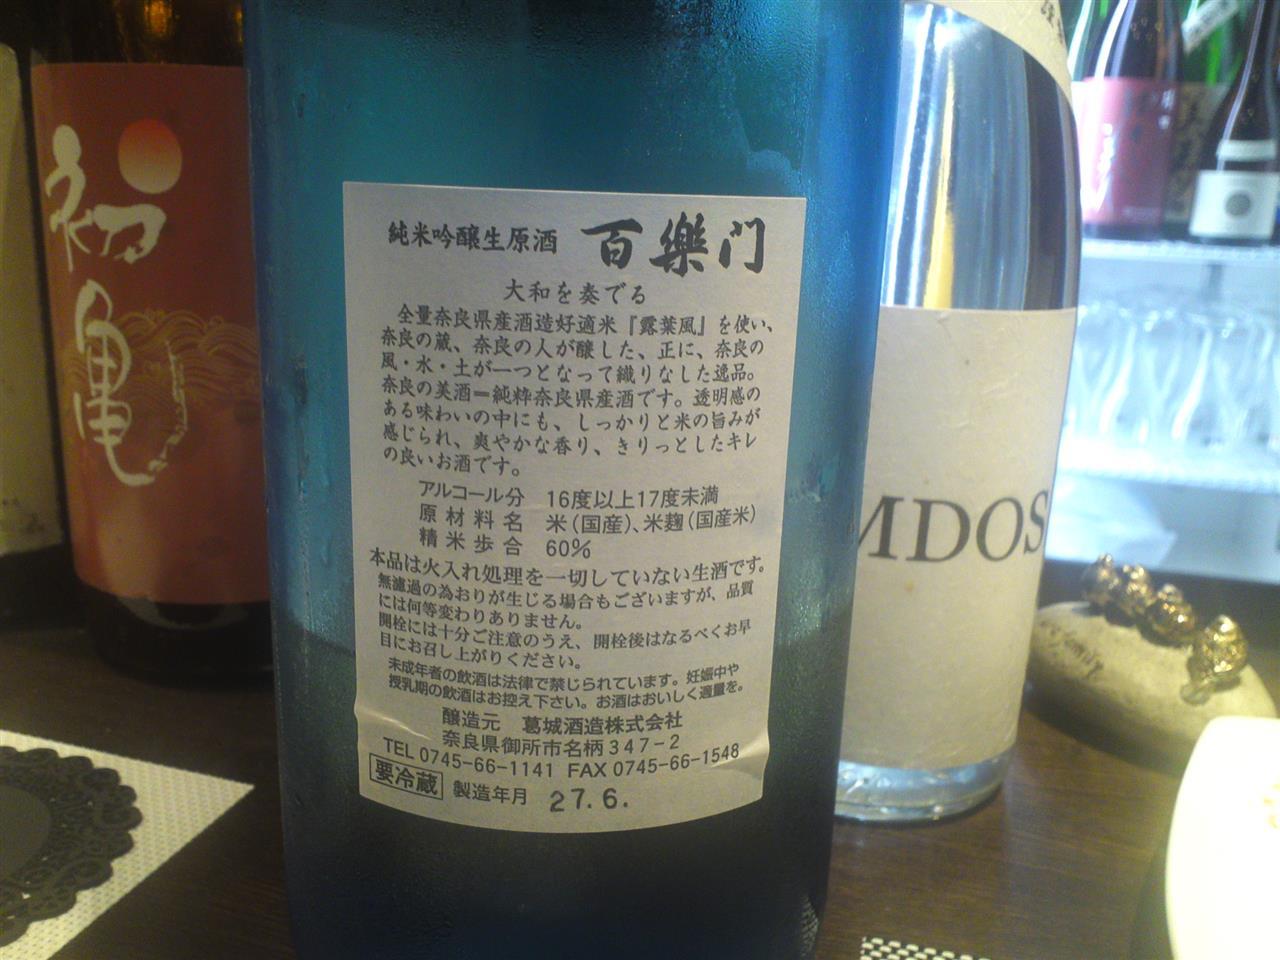 初亀
純米吟醸生原酒 百樂门
大和を奏でる
全量奈良県産酒造好適米『露葉風』を使い、
奈良の蔵、奈良の人が醸した、正に、奈良の
風・水・土が一つとなって織りなした逸品。
奈良の美酒＝純粋奈良県産酒です。透明感の
ある味わいの中にも、しっかりと米の旨みが
感じられ、爽やかな香り、きりっとしたキレ
の良いお酒です。
アルコール分 16度以上17度未満
原材料名 米(国産)、米麹(国産米)
精米歩合 60%
本品は火入れ処理を一切していない生酒です。
無濾過の為おりが生じる場合もございますが、品質
には何等変わりありません。
開栓には十分ご注意のうえ、開栓後はなるべくお早
目にお召し上がりください。
未成年者の飲酒は法律で禁じられています。妊娠中や
授乳期の飲酒はお控え下さい。お酒はおいしく適量を。
醸造元 葛城酒造株式会社
奈良県御所市名柄347-2
TEL 0745-66-1141 FAX 0745-66-1548
要冷蔵 製造年月 27.6.
MDOS